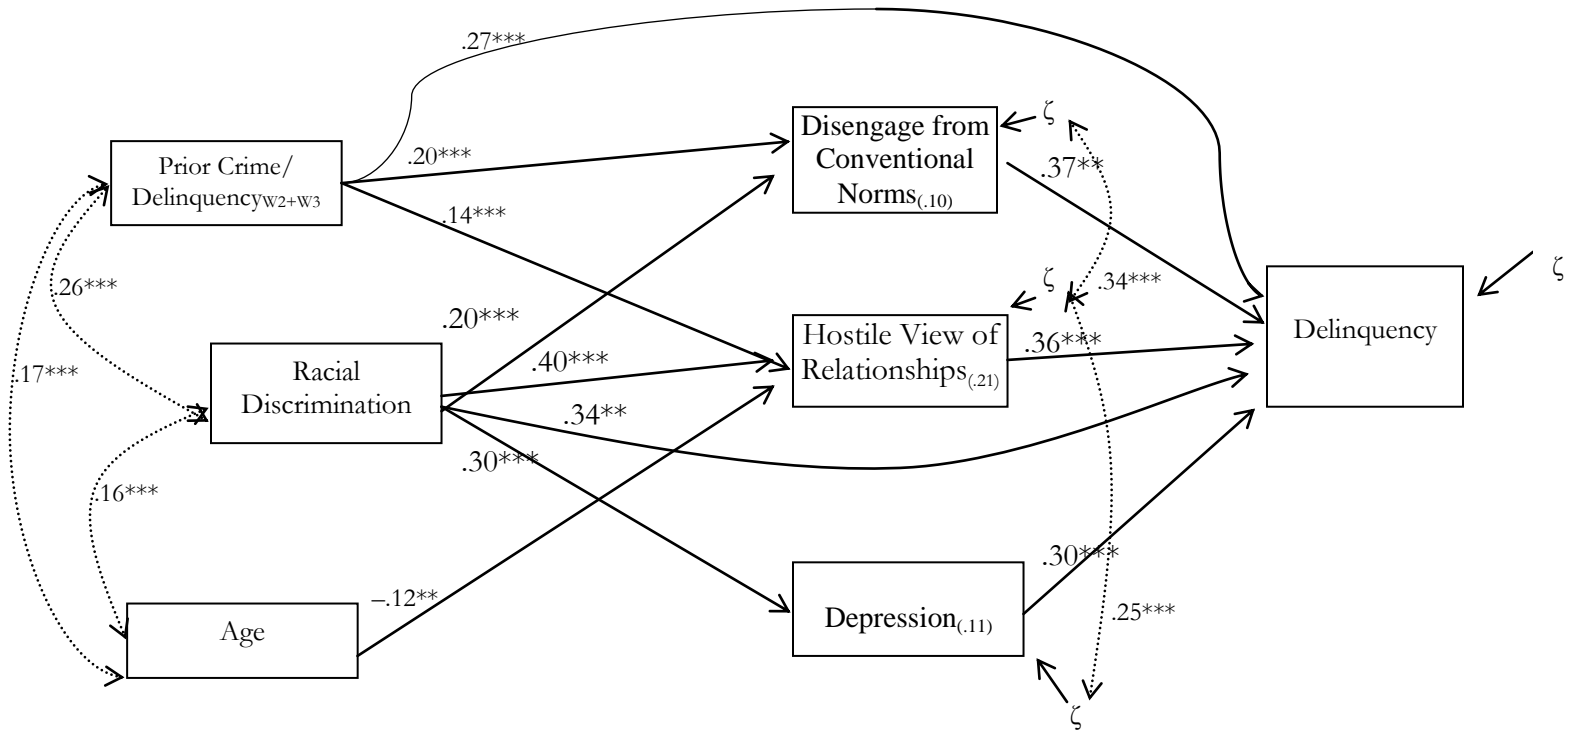 .27***
ζ
Disengage from
Conventional
Norms(.10)
.20***
Prior Crime/
DelinquencyW2+W3
.37**
.14***
ζ
.26***
.34***
ζ
.20***
Hostile View of
Relationships(.21)
.36***
Delinquency
.40***
.17***
Racial
Discrimination
.34**
.30***
.16***
.30***
–.12**
Age
Depression(.11)
.25***
ζ